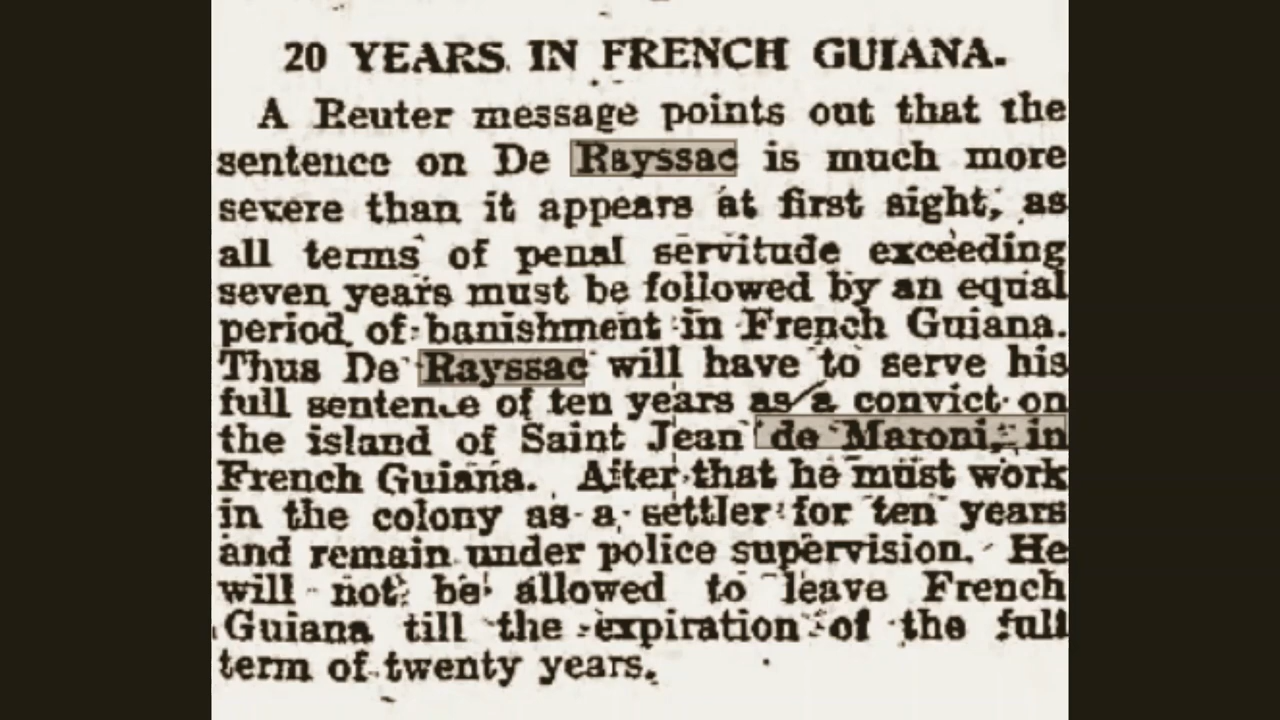 20 YEARS IN FRENCH GUIANA.
A Reuter message points out that the
sentence on De Rayssac is much more
severe than it appears at first sight, as
all terms of penal servitude exceeding
seven years must be followed by an equal
period of banishment in French Guiana.
Thus De Rayssac will have to serve his
full sentence of ten years as a convict on
the island of Saint Jean de Maroni, in
French Guiana. After that he must work
in the colony as a settler for ten years
and remain under police supervision. He
will not be allowed to leave French
Guiana till the expiration of the full
term of twenty years.